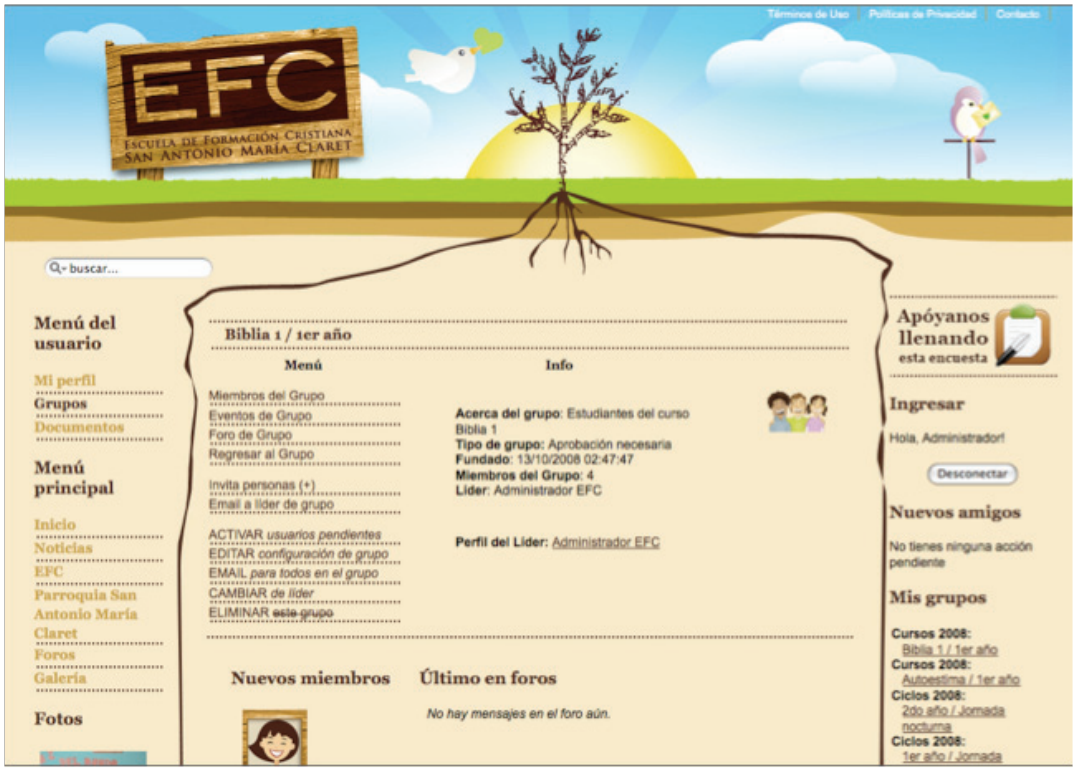 Términos de Uso | Políticas de Privacidad | Contacto |
EFC
ESCUELA DE FORMACIÓN CRISTIANA
SAN ANTONIO MARÍA CLARET
buscar...
Menú del
usuario
Mi perfil
Grupos
Documentos
Menú
principal
Inicio
Noticias
EFC
Parroquia San
Antonio María
Claret
Foros
Galería
Fotos
Biblia 1 / 1er año
Menú
Miembros del Grupo
Eventos de Grupo
Foro de Grupo
Regresar al Grupo
Invita personas (+)
Email a líder de grupo
ACTIVAR usuarios pendientes
EDITAR configuración de grupo
EMAIL para todos en el grupo
CAMBIAR de líder
ELIMINAR este grupo
Info
Acerca del grupo: Estudiantes del curso
Biblia 1
Tipo de grupo: Aprobación necesaria
Fundado: 13/10/2008 02:47:47
Miembros del Grupo: 4
Líder: Administrador EFC
Perfil del Líder: Administrador EFC
Nuevos miembros
Último en foros
No hay mensajes en el foro aún.
Apóyanos
llenando
esta encuesta
Ingresar
Hola, Administrador!
Desconectar
Nuevos amigos
No tienes ninguna acción
pendiente
Mis grupos
Cursos 2008:
Biblia 1 / 1er año
Cursos 2008:
Autoestima / 1er año
Ciclos 2008:
2do año / Jornada
nocturna
Ciclos 2008:
1er año / Jornada